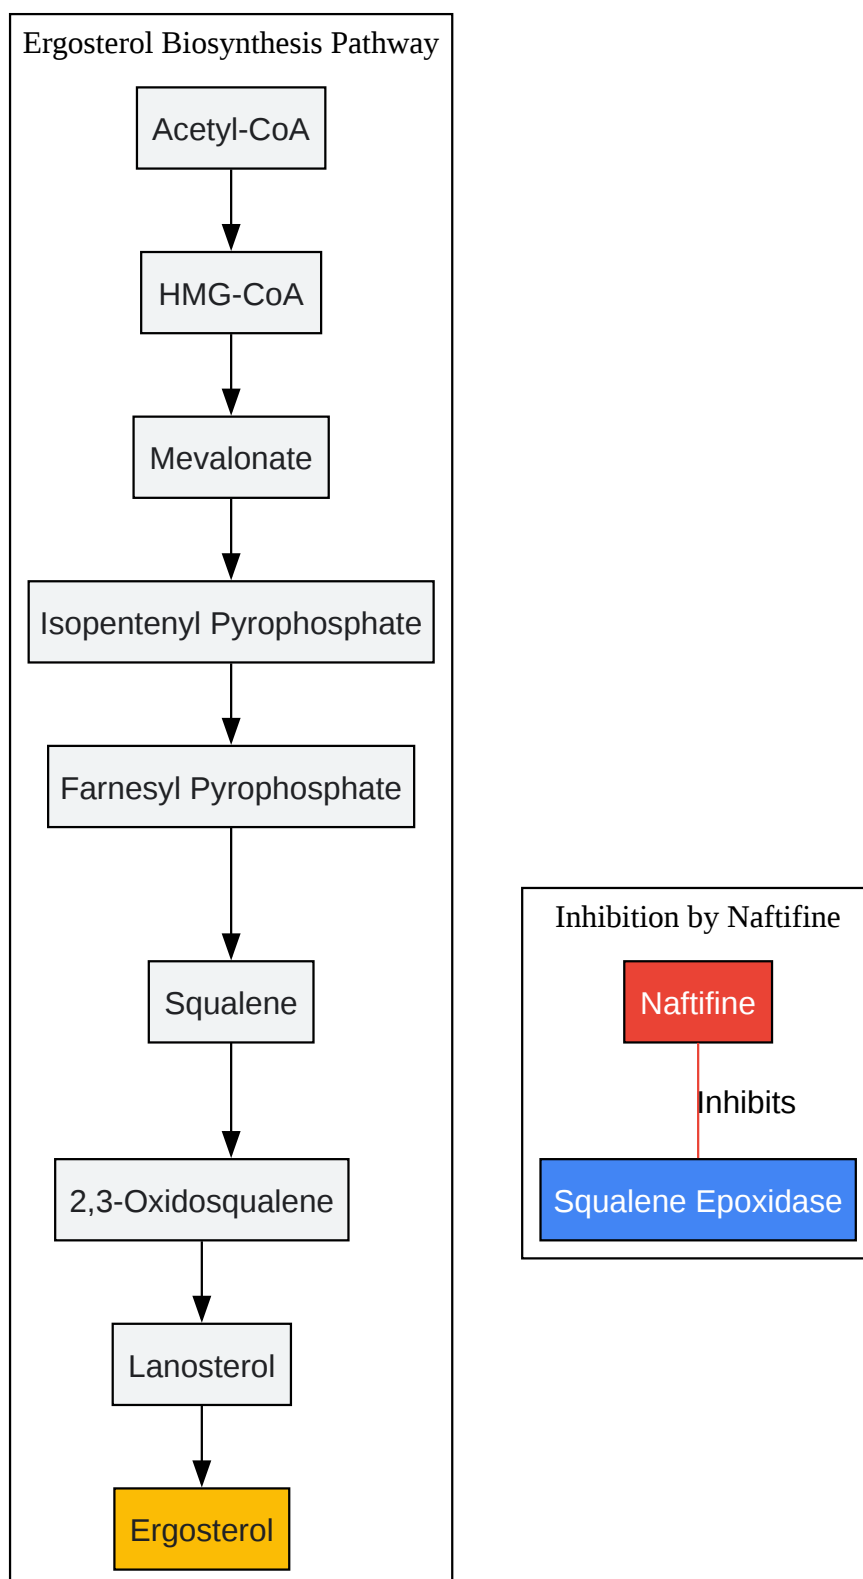 Ergosterol Biosynthesis Pathway
Acetyl-CoA
HMG-CoA
Mevalonate
Isopentenyl Pyrophosphate
Farnesyl Pyrophosphate
Squalene
2,3-Oxidosqualene
Lanosterol
Ergosterol
Inhibition by Naftifine
Naftifine
Inhibits
Squalene Epoxidase